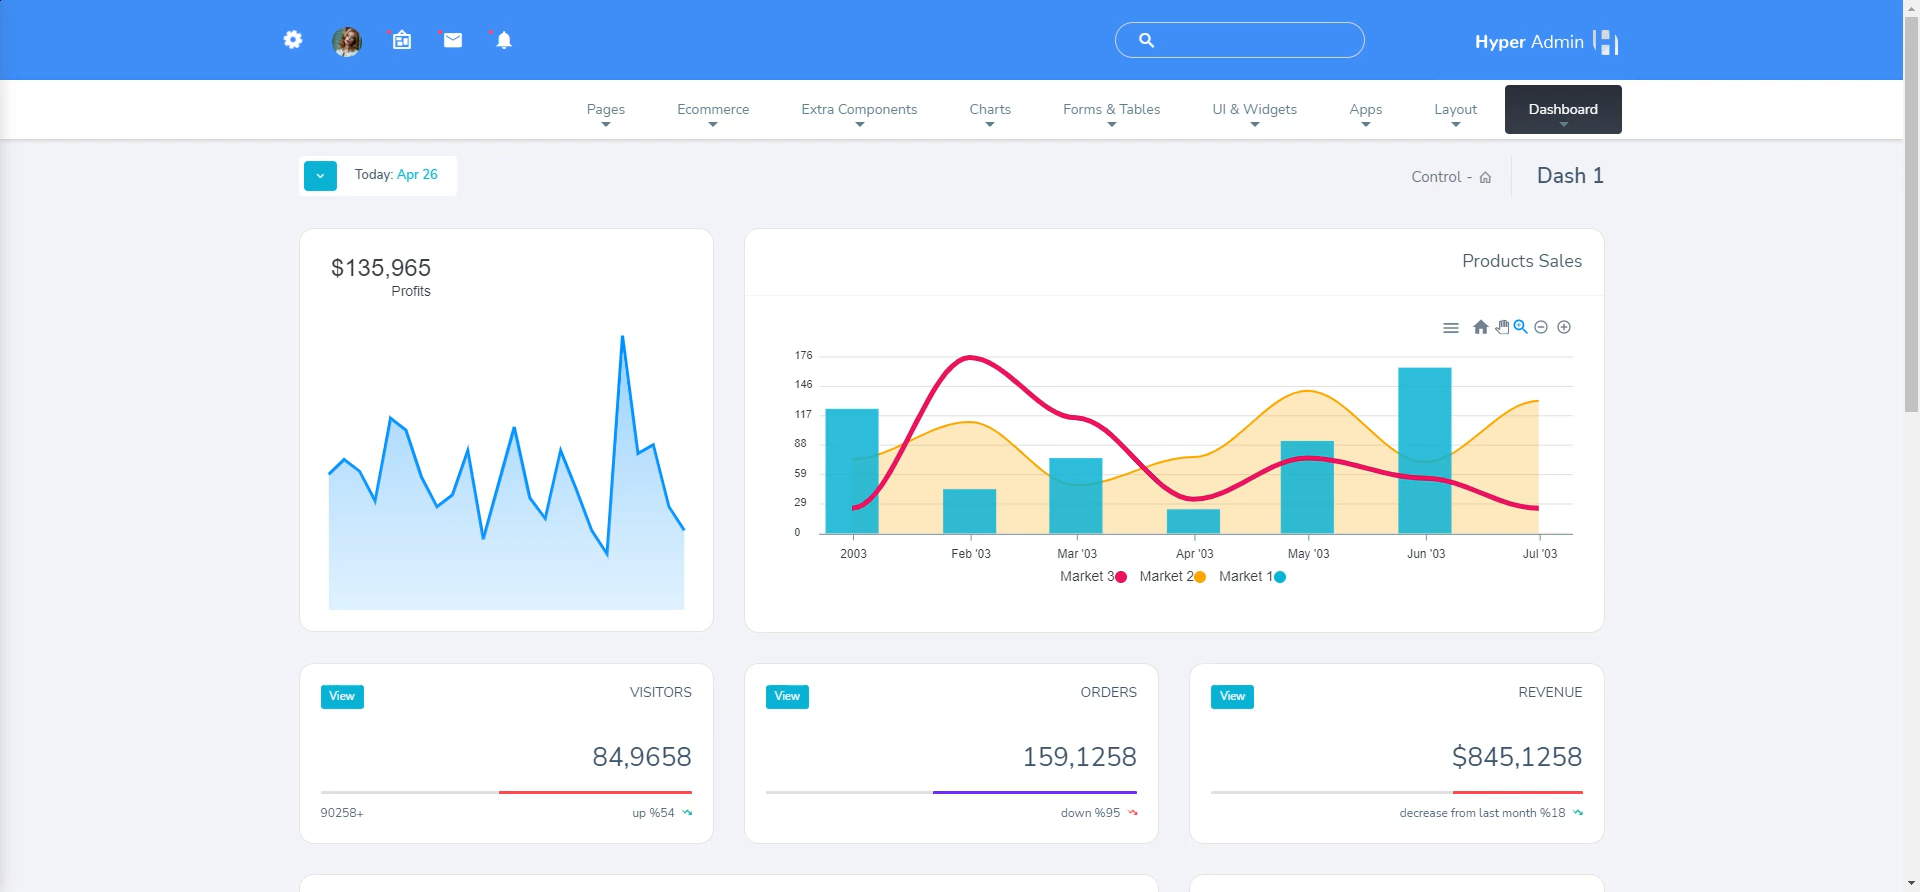 Hyper Admin
Pages
Ecommerce
Extra Components
Charts
Forms & Tables
UI & Widgets
Apps
Layout
Dashboard
Today: Apr 26
Control -
Dash 1
$135,965
Profits
Products Sales
176
146
117
88
59
29
0
2003
Feb '03
Mar '03
Apr '03
May '03
Jun '03
Jul '03
Market 3
Market 2
Market 1
View
VISITORS
84,9658
90258+
up %54
View
ORDERS
159,1258
down %95
View
REVENUE
$845,1258
decrease from last month %18